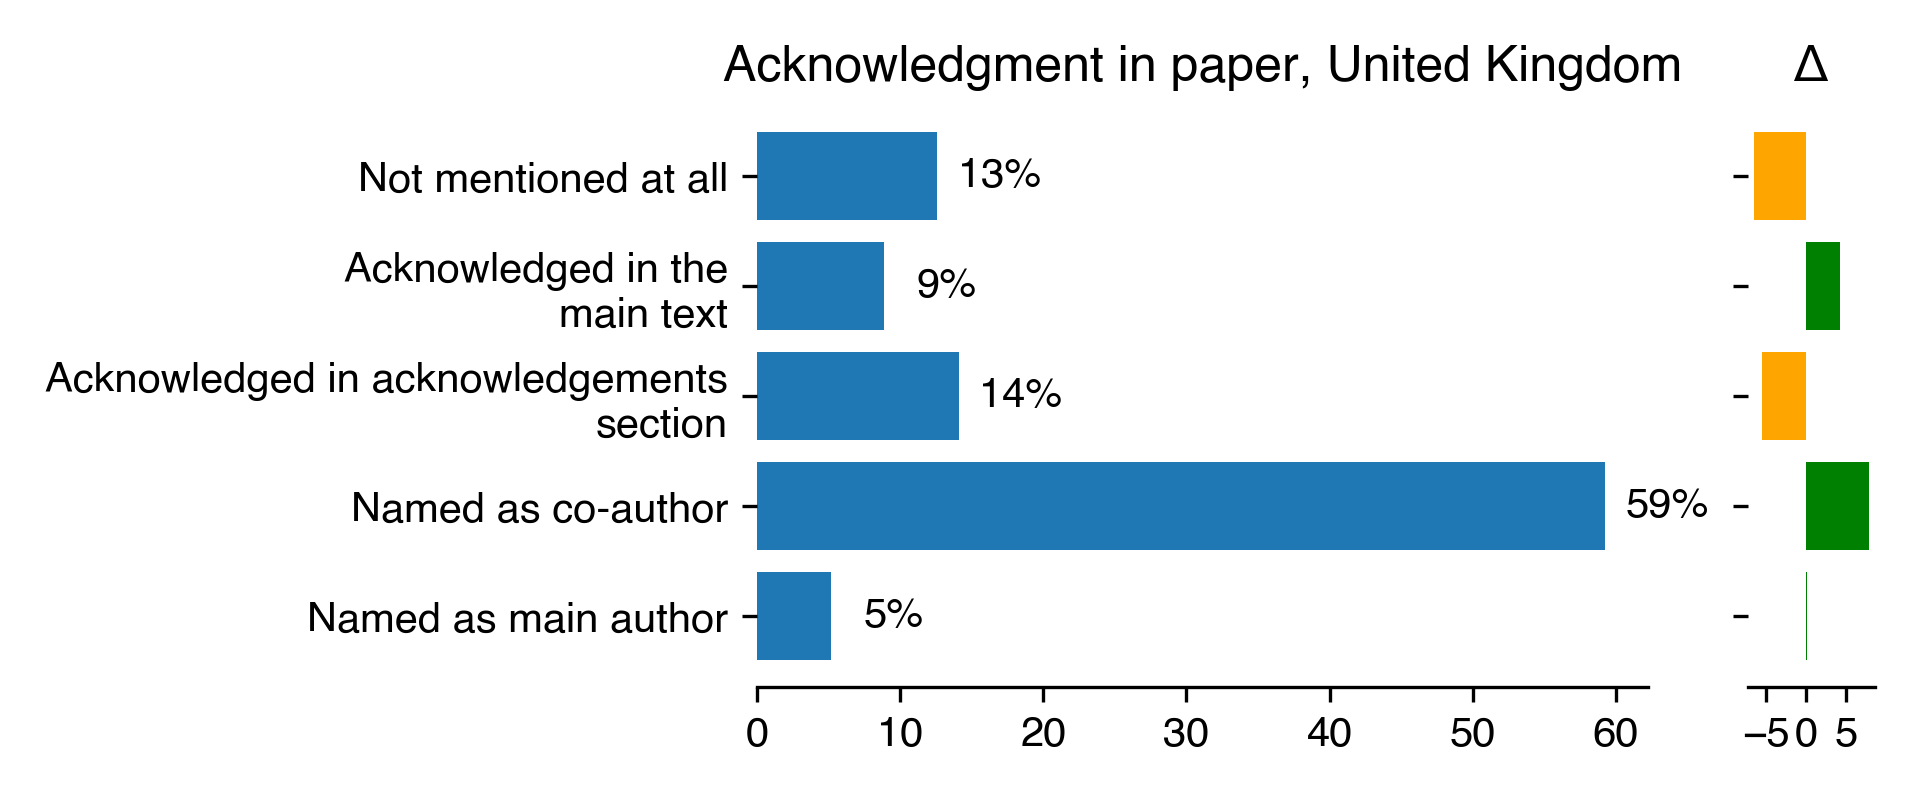 Acknowledgment in paper, United Kingdom Δ
Not mentioned at all 13%
Acknowledged in the
main text
9%
Acknowledged in acknowledgements
section
14%
Named as co-author 59%
Named as main author 5%
0 10 20 30 40 50 60 −5 0 5